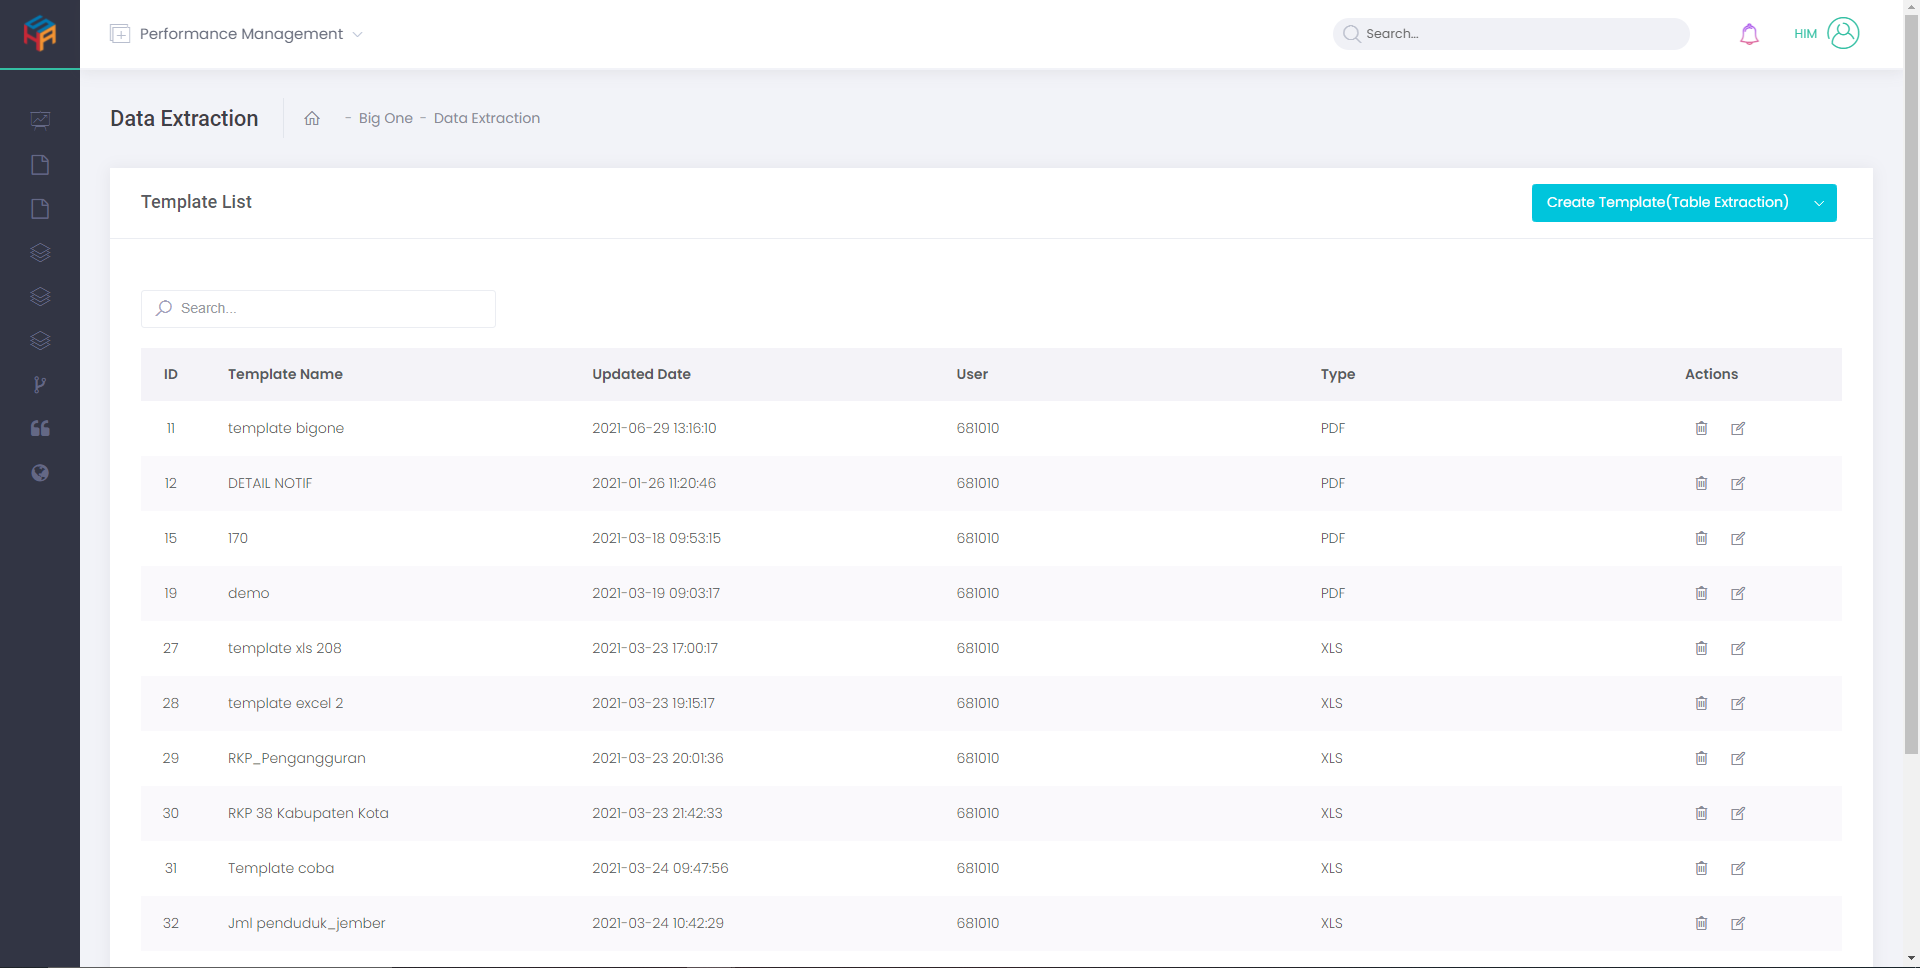 Performance Management
Search...
HIM
Data Extraction
- Big One - Data Extraction
Template List
Create Template(Table Extraction)
Search...
ID Template Name Updated Date User Type Actions
11 template bigone 2021-06-29 13:16:10 681010 PDF
12 DETAIL NOTIF 2021-01-26 11:20:46 681010 PDF
15 170 2021-03-18 09:53:15 681010 PDF
19 demo 2021-03-19 09:03:17 681010 PDF
27 template xls 208 2021-03-23 17:00:17 681010 XLS
28 template excel 2 2021-03-23 19:15:17 681010 XLS
29 RKP_Pengangguran 2021-03-23 20:01:36 681010 XLS
30 RKP 38 Kabupaten Kota 2021-03-23 21:42:33 681010 XLS
31 Template coba 2021-03-24 09:47:56 681010 XLS
32 Jml penduduk_jember 2021-03-24 10:42:29 681010 XLS